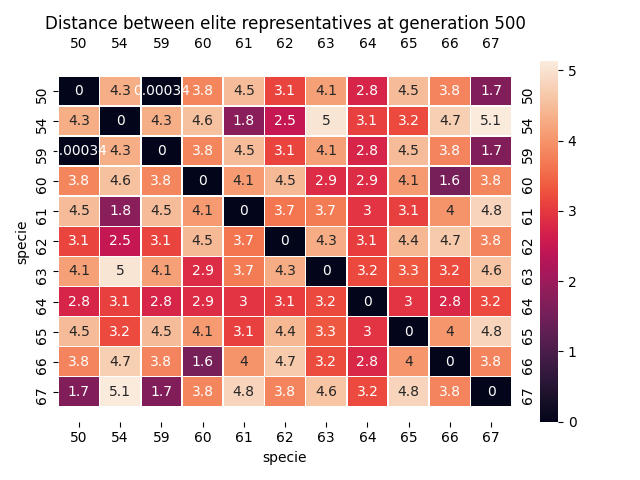 Distance between elite representatives at generation 500
50 54 59 60 61 62 63 64 65 66 67
50 0 4.3 0.00034 3.8 4.5 3.1 4.1 2.8 4.5 3.8 1.7 50
54 4.3 0 4.3 4.6 1.8 2.5 5 3.1 3.2 4.7 5.1 54
59 0.00034 4.3 0 3.8 4.5 3.1 4.1 2.8 4.5 3.8 1.7 59
60 3.8 4.6 3.8 0 4.1 4.5 2.9 2.9 4.1 1.6 3.8 60
61 4.5 1.8 4.5 4.1 0 3.7 3.7 3 3.1 4 4.8 61
62 3.1 2.5 3.1 4.5 3.7 0 4.3 3.1 4.4 4.7 3.8 62
63 4.1 5 4.1 2.9 3.7 4.3 0 3.2 3.3 3.2 4.6 63
64 2.8 3.1 2.8 2.9 3 3.1 3.2 0 3 2.8 3.2 64
65 4.5 3.2 4.5 4.1 3.1 4.4 3.3 3 0 4 4.8 65
66 3.8 4.7 3.8 1.6 4 4.7 3.2 2.8 4 0 3.8 66
67 1.7 5.1 1.7 3.8 4.8 3.8 4.6 3.2 4.8 3.8 0 67
50 54 59 60 61 62 63 64 65 66 67
specie
specie
5
4
3
2
1
0